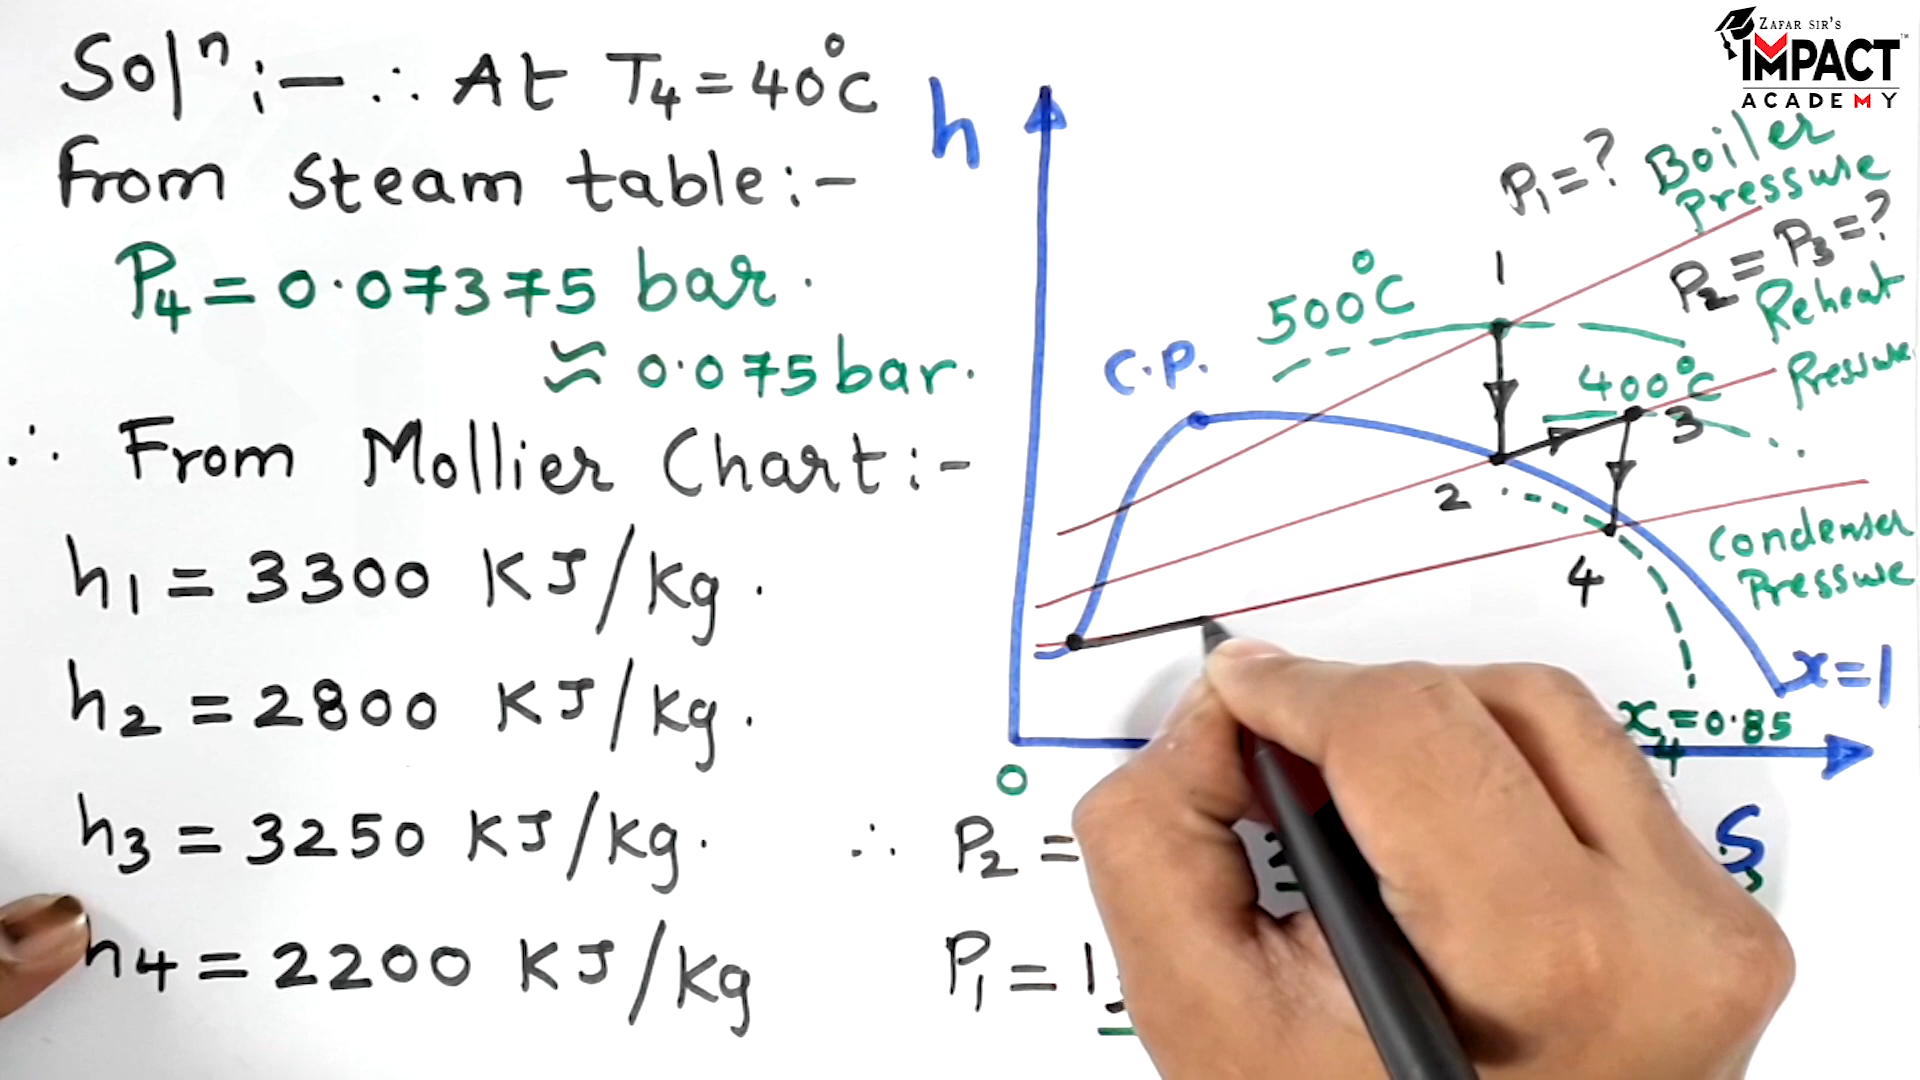 Solⁿ :- ∴ At T₄ = 40°C
From steam table :-
P₄ = 0.07375 bar.
≈ 0.075 bar.
∴ From Mollier Chart :-
h₁ = 3300 KJ/Kg.
h₂ = 2800 KJ/Kg.
h₃ = 3250 KJ/Kg.
h₄ = 2200 KJ/Kg
ZAFAR SIR'S
IMPACT™
ACADEMY
h
P₁ = ? Boiler
Pressure
P₂ = P₃ = ?
Reheat
Pressure
1
500°C
C.P.
400°C
3
2
4
Condenser
Pressure
x = 1
x₄ = 0.85
0
S
∴ P₂ =
P₁ = 1